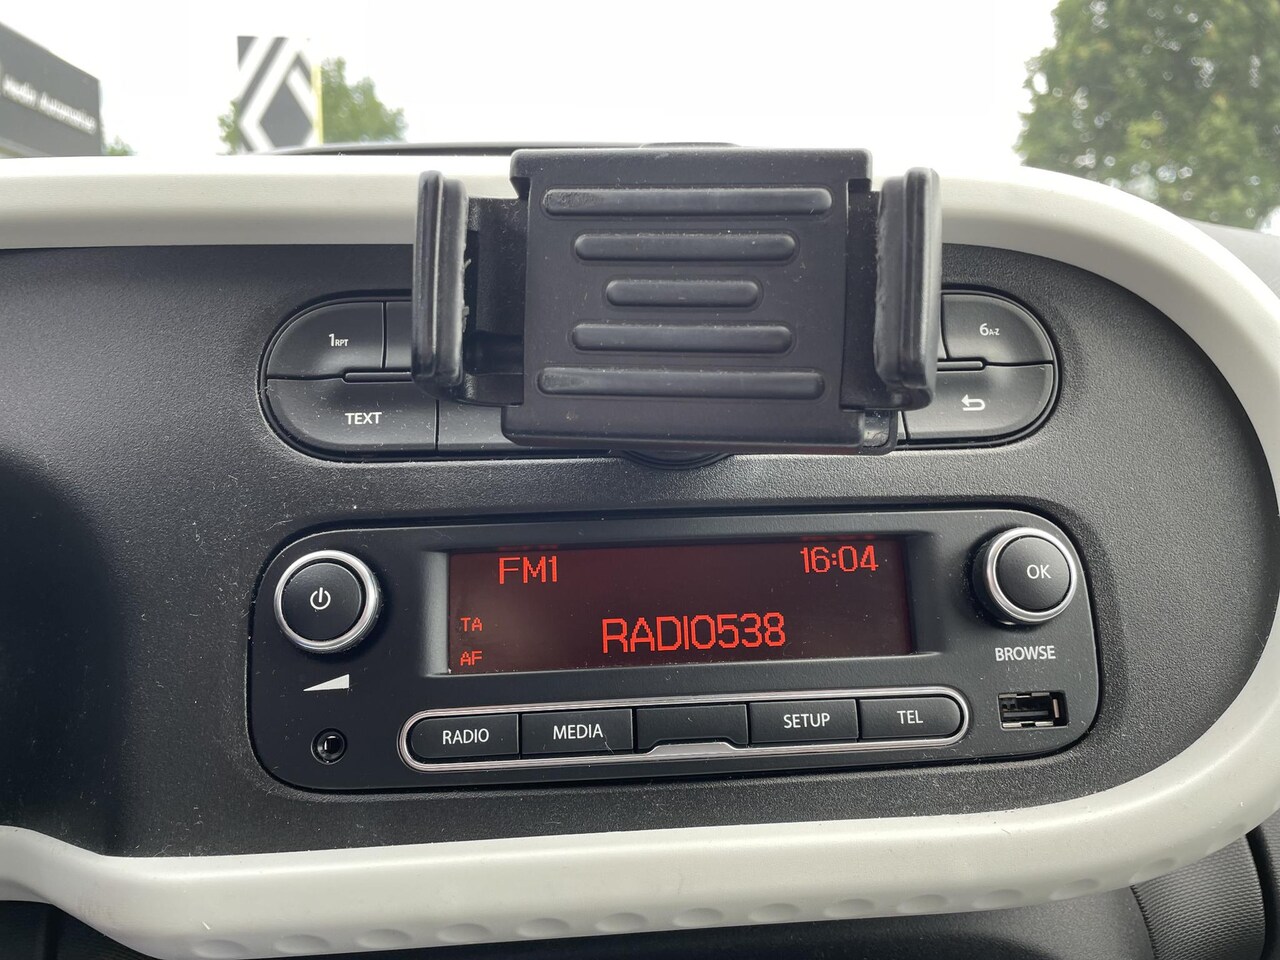 1RPT
6A-Z
TEXT
FM1
16:04
TA
RADIO538
AF
OK
BROWSE
RADIO
MEDIA
SETUP
TEL